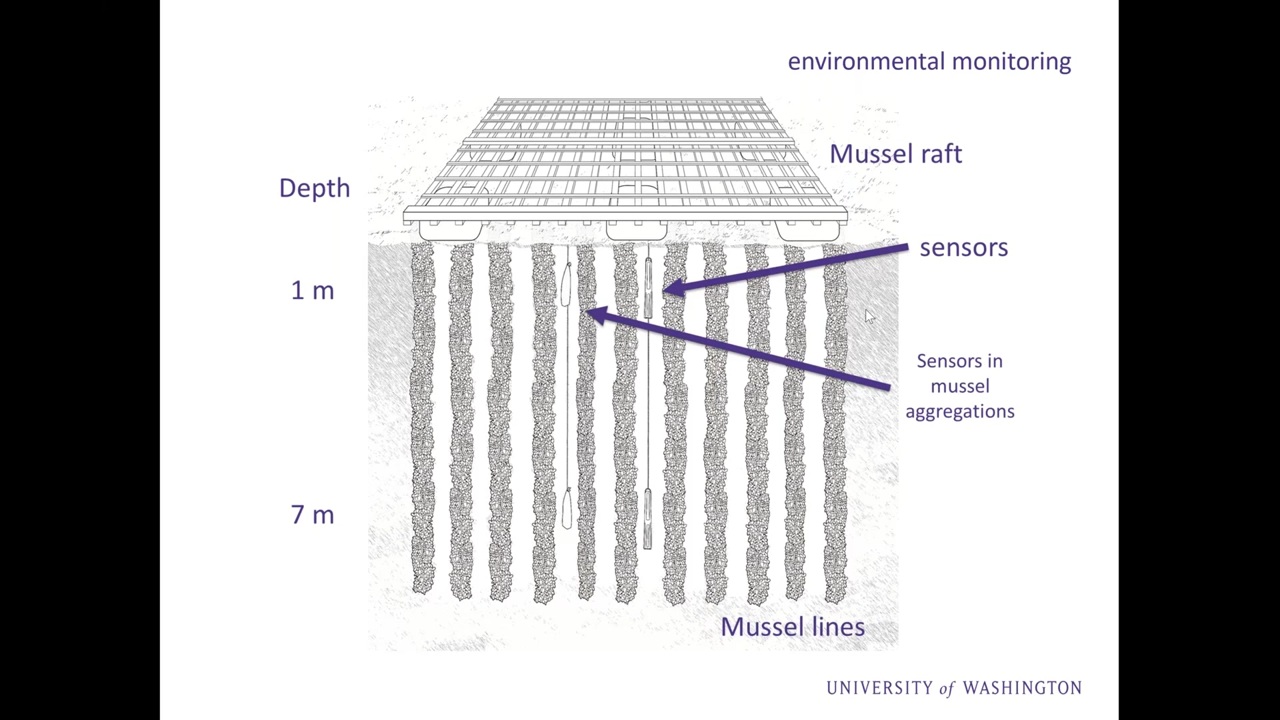 environmental monitoring
Mussel raft
Depth
sensors
1 m
Sensors in
mussel
aggregations
7 m
Mussel lines
UNIVERSITY of WASHINGTON